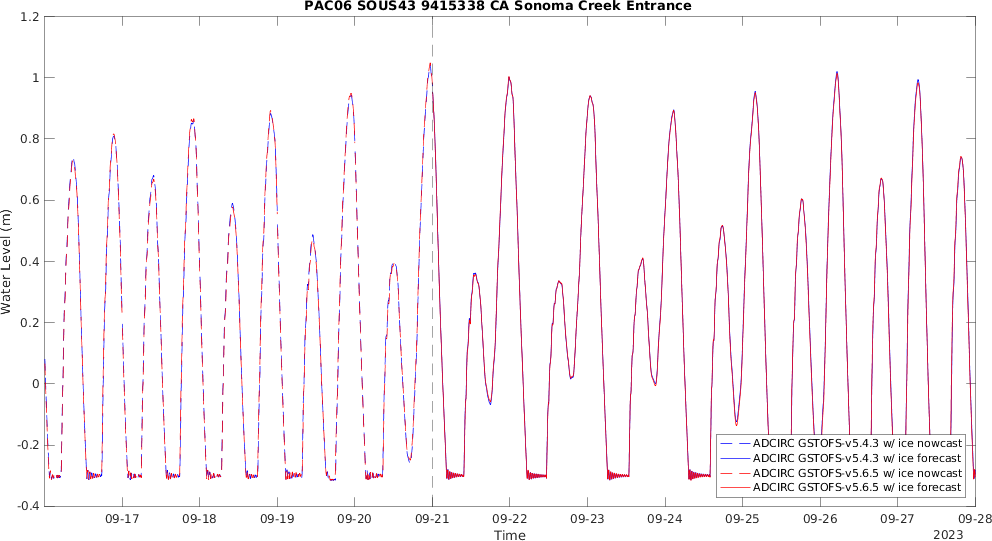 PAC06 SOUS43 9415338 CA Sonoma Creek Entrance
1.2
1
0.8
0.6
0.4
0.2
0
-0.2
-0.4
Water Level (m)
ADCIRC GSTOFS-v5.4.3 w/ ice nowcast
ADCIRC GSTOFS-v5.4.3 w/ ice forecast
ADCIRC GSTOFS-v5.6.5 w/ ice nowcast
ADCIRC GSTOFS-v5.6.5 w/ ice forecast
09-17 09-18 09-19 09-20 09-21 09-22 09-23 09-24 09-25 09-26 09-27 09-28
Time
2023